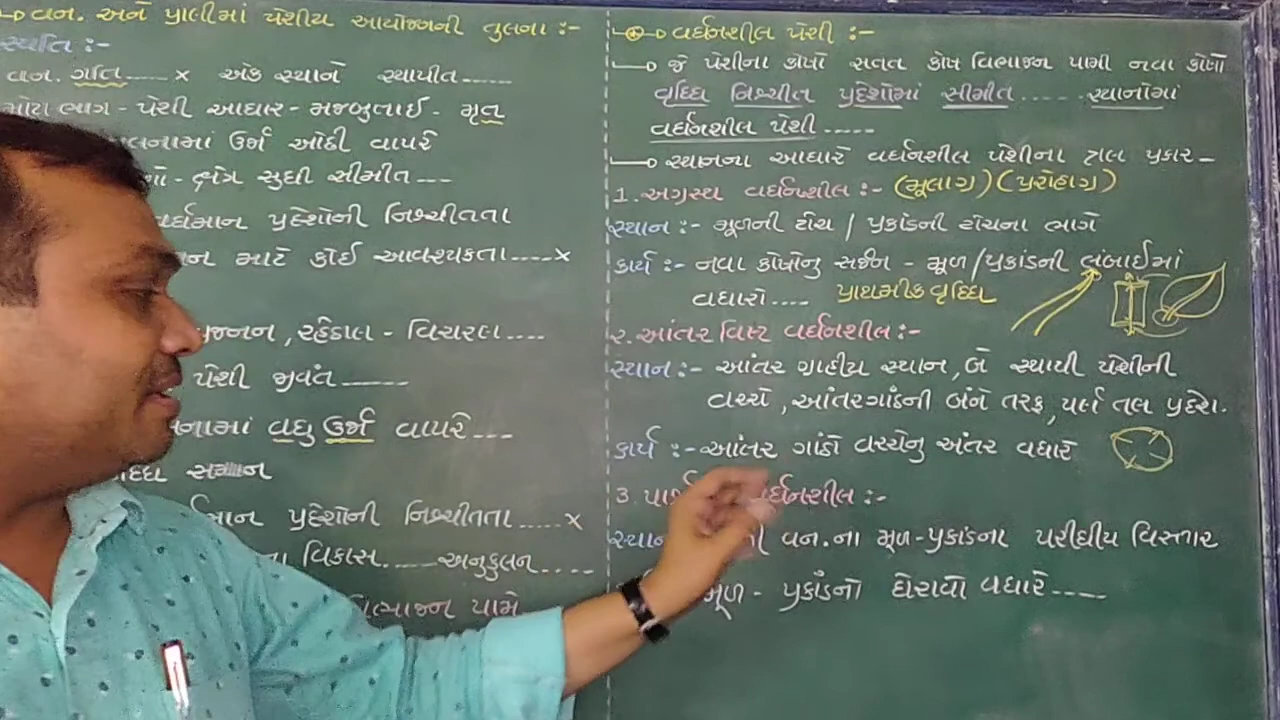 વન. અને પ્રાણીમાં પેશીય આયોજનની તુલના :-
સ્થિતિ :-
વન. ગતિ..... × એક સ્થાને સ્થાપીત.....
મોટા ભાગ - પેશી આધાર - મજબુતાઈ - મૃત
ઉર્જા ઓછી વાપરે
ક્ષેત્ર સુધી સીમીત...
વર્ધમાન પ્રદેશોની નિશ્ચીતતા
માટે કોઈ આવશ્યકતા....×
પ્રજનન, રહેઠાણ - વિચરણ....
પેશી જીવંત.....
વધુ ઉર્જા વાપરે...
સમાન
પ્રદેશોની નિશ્ચીતતા.....×
વિકાસ.....અનુકુલન....
વિભાજન પામે
વર્ધનશીલ પેશી :-
જે પેશીના કોષો સતત કોષ વિભાજન પામી નવા કોષો
વૃધ્ધિ નિશ્ચીત પ્રદેશોમાં સીમીત..... સ્થાનોમાં
વર્ધનશીલ પેશી.....
સ્થાનના આધારે વર્ધનશીલ પેશીના ત્રણ પ્રકાર-
1. અગ્રસ્થ વર્ધનશીલ :- (મૂલાગ્ર) (પ્રરોહાગ્ર)
સ્થાન :- મૂળની ટોચ / પ્રકાંડની ટોચના ભાગે
કાર્ય :- નવા કોષોનુ સર્જન - મૂળ/પ્રકાંડની લંબાઈમાં
વધારો.... પ્રાથમીક વૃધ્ધિ
૨. આંતર વિષ્ટ વર્ધનશીલ :-
સ્થાન :- આંતર ગ્રાહીય સ્થાન, બે સ્થાયી પેશીની
વચ્ચે, આંતરગાંઠની બંને તરફ, પર્ણ તલ પ્રદેશ.
કાર્ય :- આંતર ગાંઠો વચ્ચેનુ અંતર વધારે
3. વર્ધનશીલ :-
સ્થાન વન.ના મૂળ-પ્રકાંડના પરીઘીય વિસ્તાર
મૂળ - પ્રકાંડનો ઘેરાવો વધારે....